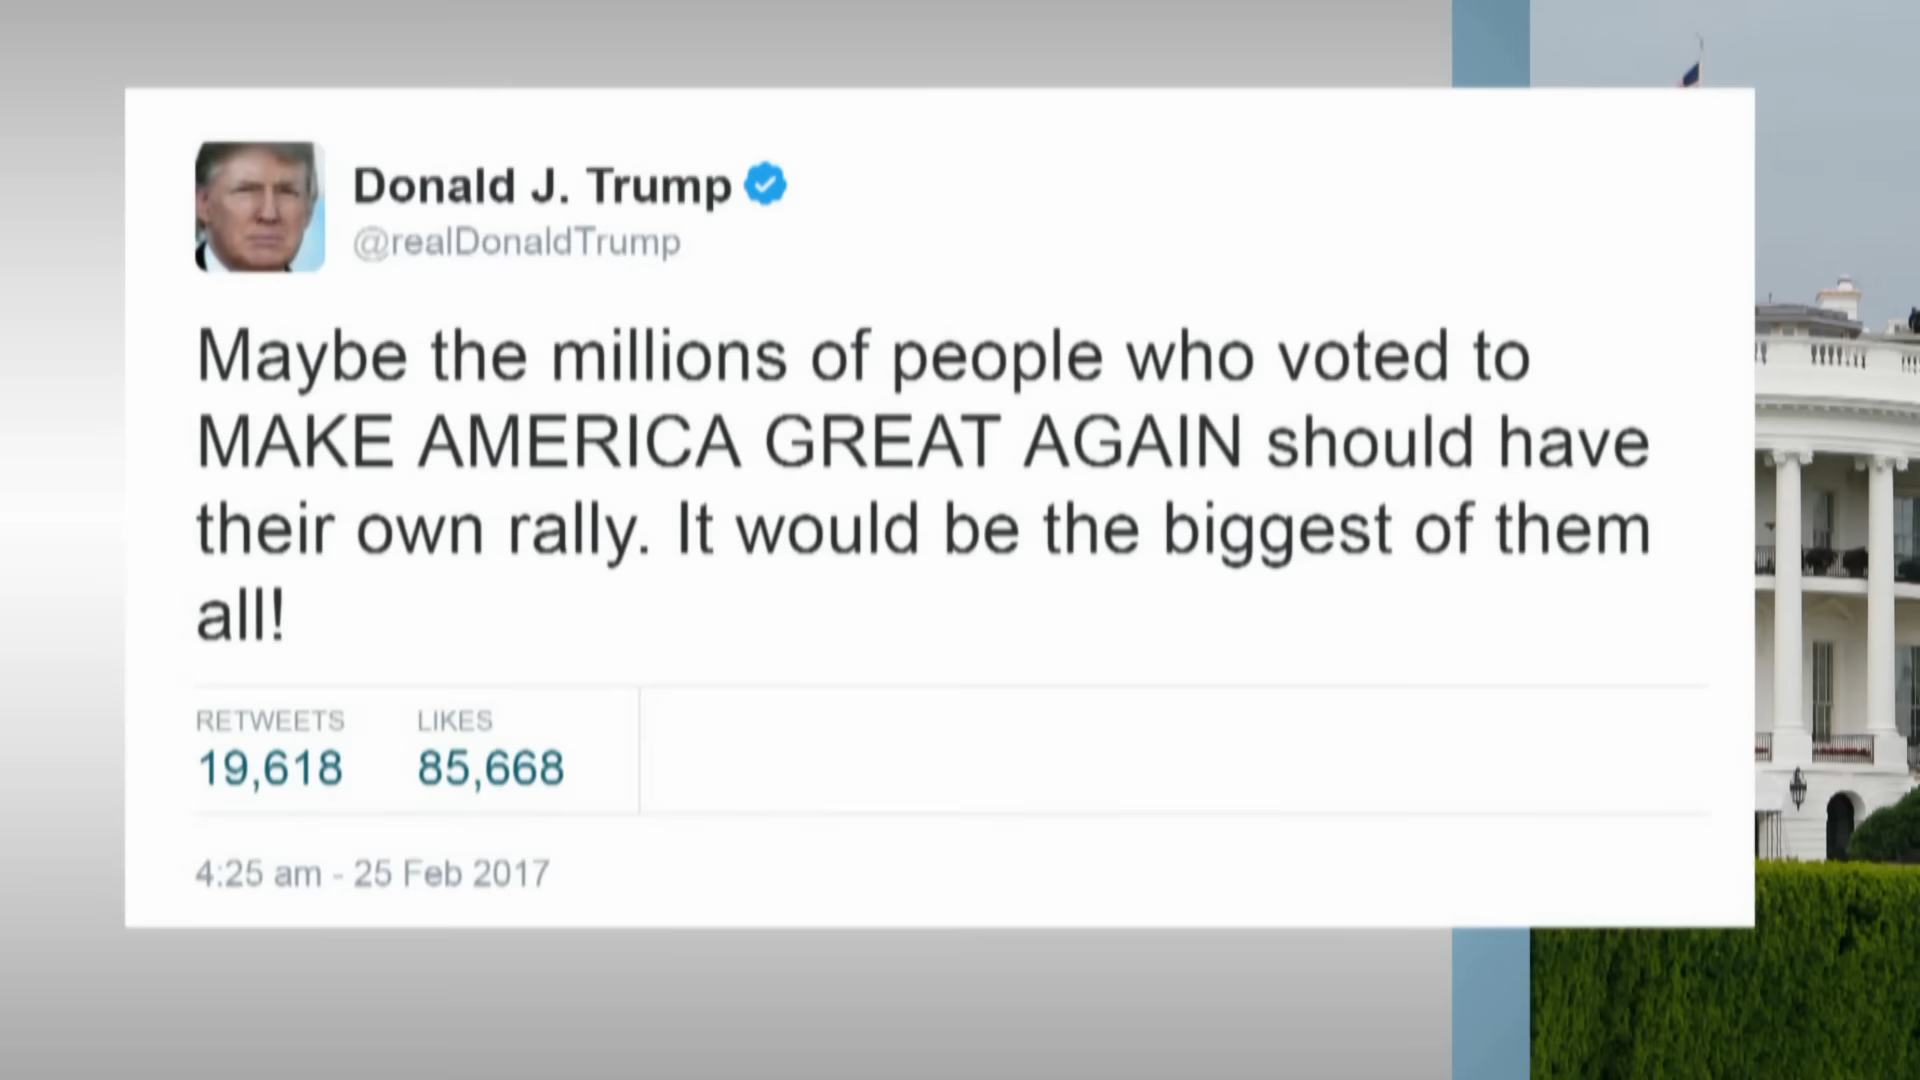 Donald J. Trump
@realDonaldTrump
Maybe the millions of people who voted to
MAKE AMERICA GREAT AGAIN should have
their own rally. It would be the biggest of them
all!
RETWEETS LIKES
19,618 85,668
4:25 am - 25 Feb 2017